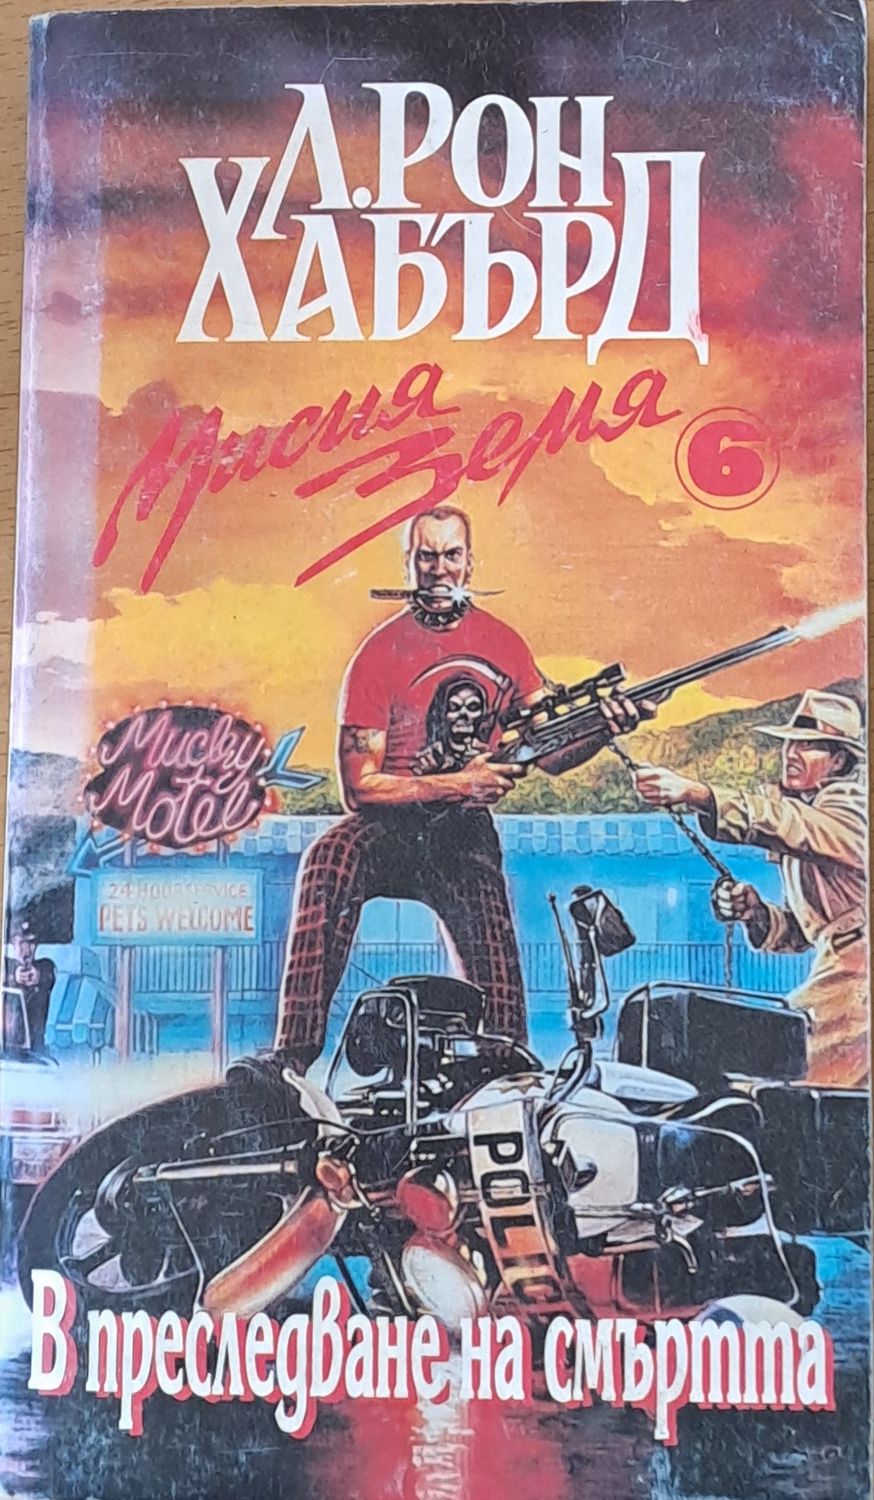 Л. РОН
ХАБЪРД
Мисия
Земя
6
Mucky
Motel
24 HOUR SERVICE
PETS WELCOME
POLICE
В преследване на смъртта